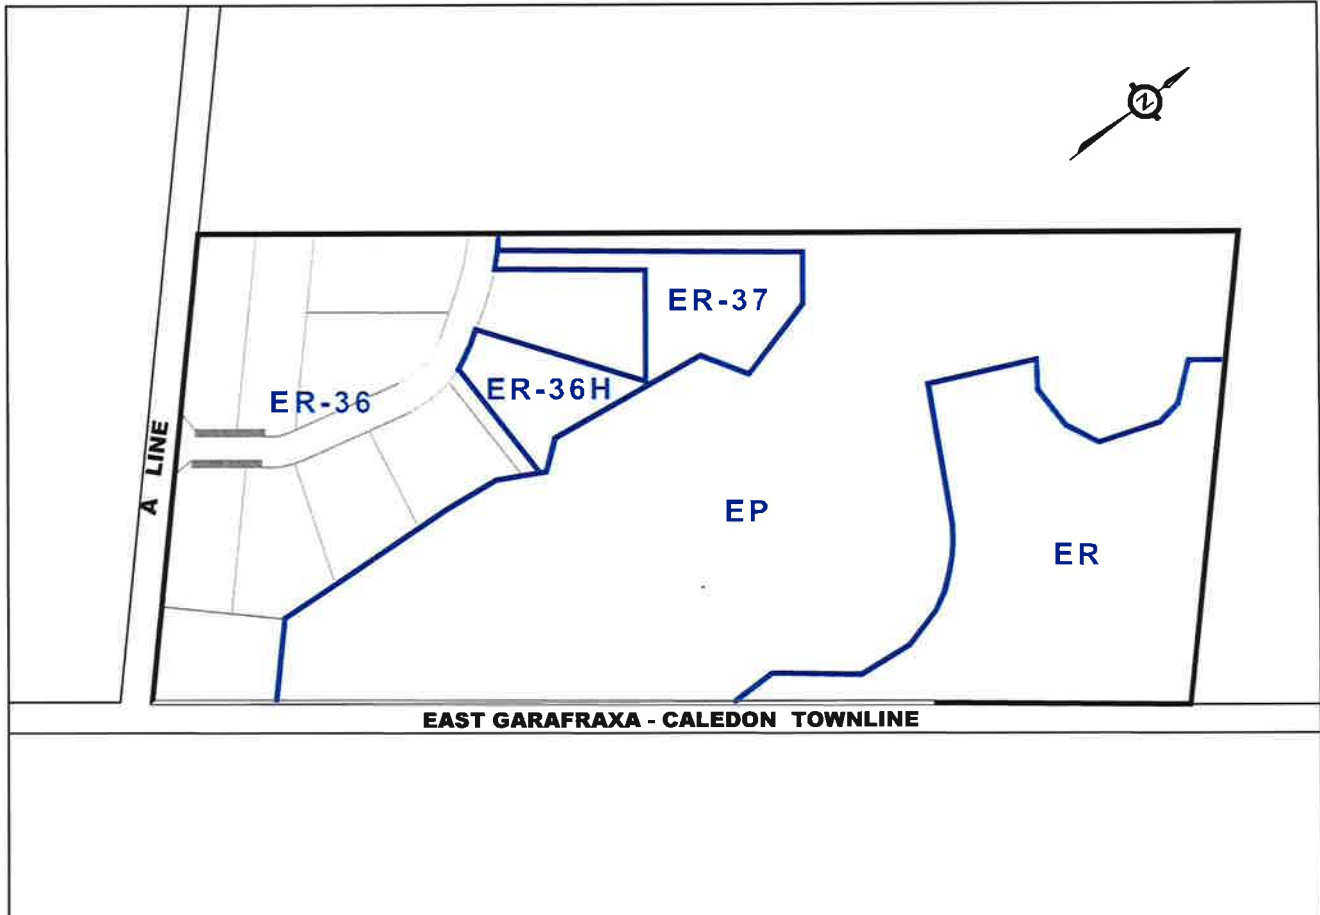 N
ER-37
ER-36H
ER-36
A LINE
EP
ER
EAST GARAFRAXA - CALEDON TOWNLINE